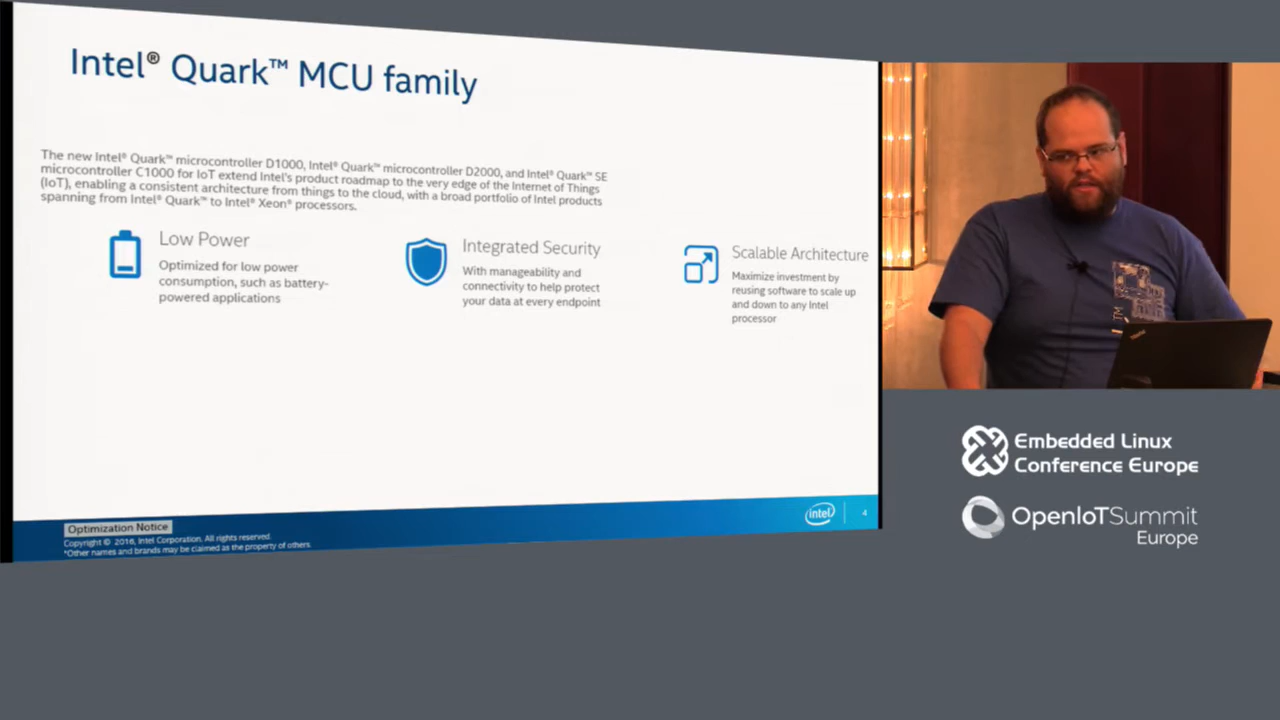 Intel® Quark™ MCU family
The new Intel® Quark™ microcontroller D1000, Intel® Quark™ microcontroller D2000, and Intel® Quark™ SE
microcontroller C1000 for IoT extend Intel's product roadmap to the very edge of the Internet of Things
(IoT), enabling a consistent architecture from things to the cloud, with a broad portfolio of Intel products
spanning from Intel® Quark™ to Intel® Xeon® processors.
Low Power
Optimized for low power
consumption, such as battery-
powered applications
Integrated Security
With manageability and
connectivity to help protect
your data at every endpoint
Scalable Architecture
Maximize investment by
reusing software to scale up
and down to any Intel
processor
Optimization Notice
Copyright © 2016, Intel Corporation. All rights reserved.
*Other names and brands may be claimed as the property of others.
intel
4
Embedded Linux
Conference Europe
OpenIoTSummit
Europe